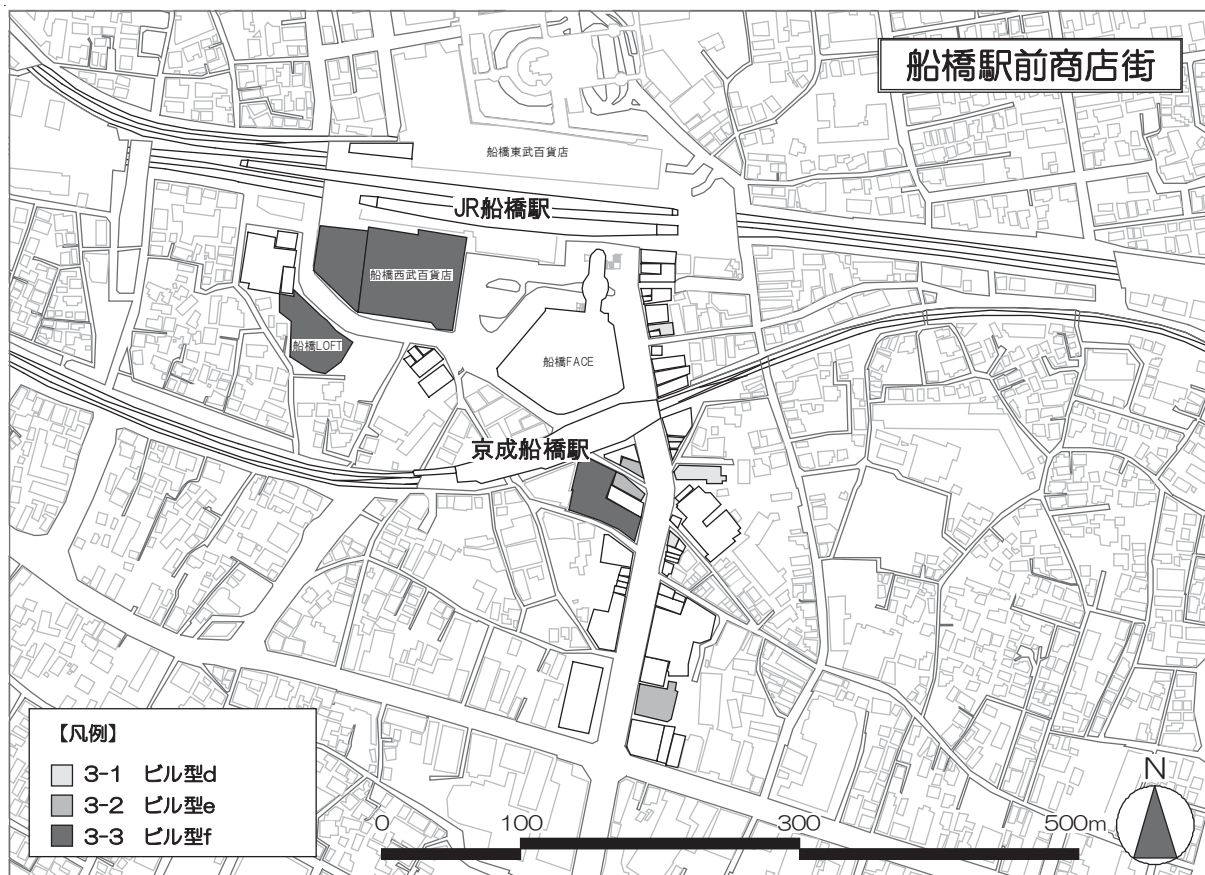 船橋駅前商店街
船橋東武百貨店
JR船橋駅
船橋西武百貨店
船橋LOFT
船橋FACE
京成船橋駅
【凡例】
3-1 ビル型d
3-2 ビル型e
3-3 ビル型f
0 100 300 500m
N